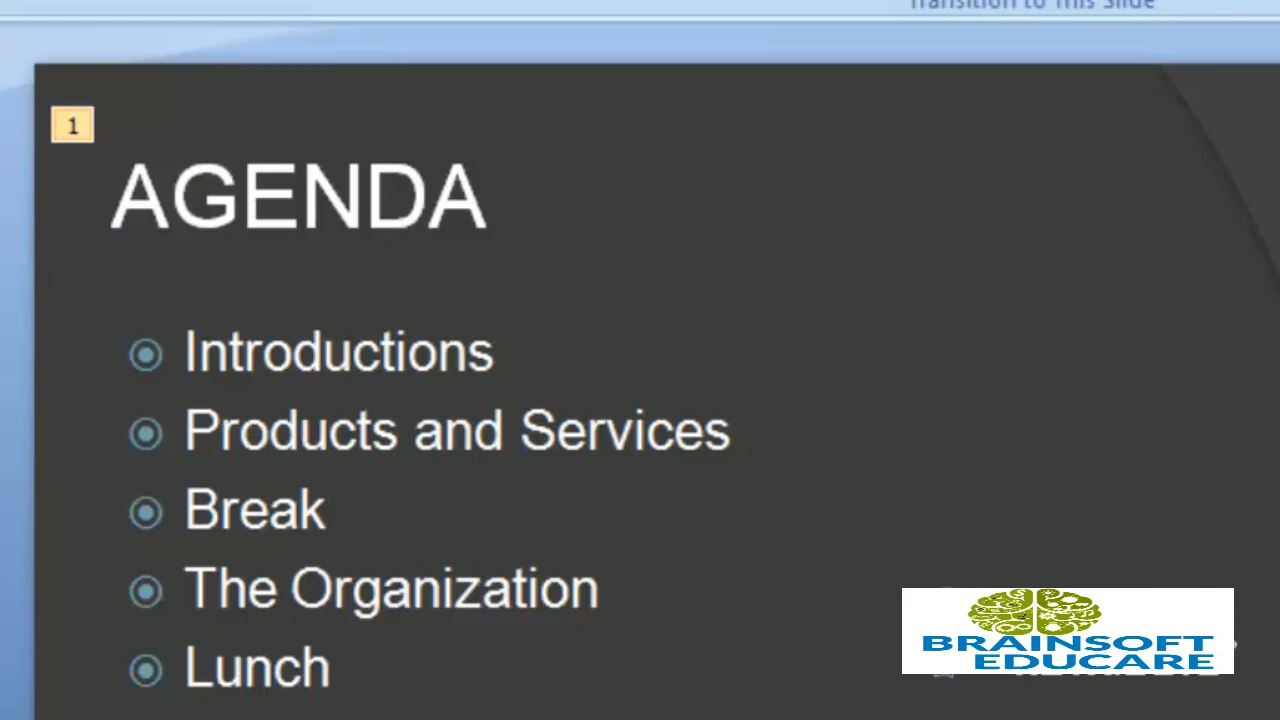 Transition to This Slide
1
AGENDA
Introductions
Products and Services
Break
The Organization
Lunch
BRAINSOFT
EDUCARE